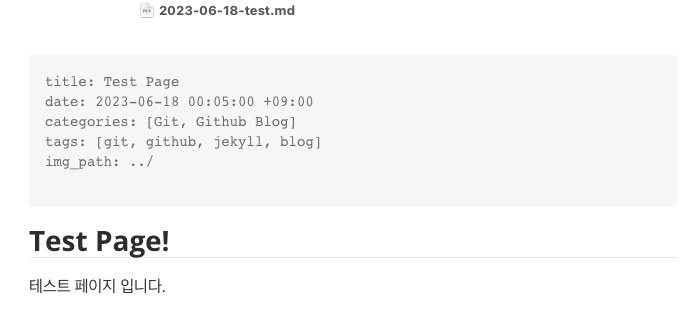 2023-06-18-test.md
title: Test Page
date: 2023-06-18 00:05:00 +09:00
categories: [Git, Github Blog]
tags: [git, github, jekyll, blog]
img_path: ../
Test Page!
테스트 페이지 입니다.